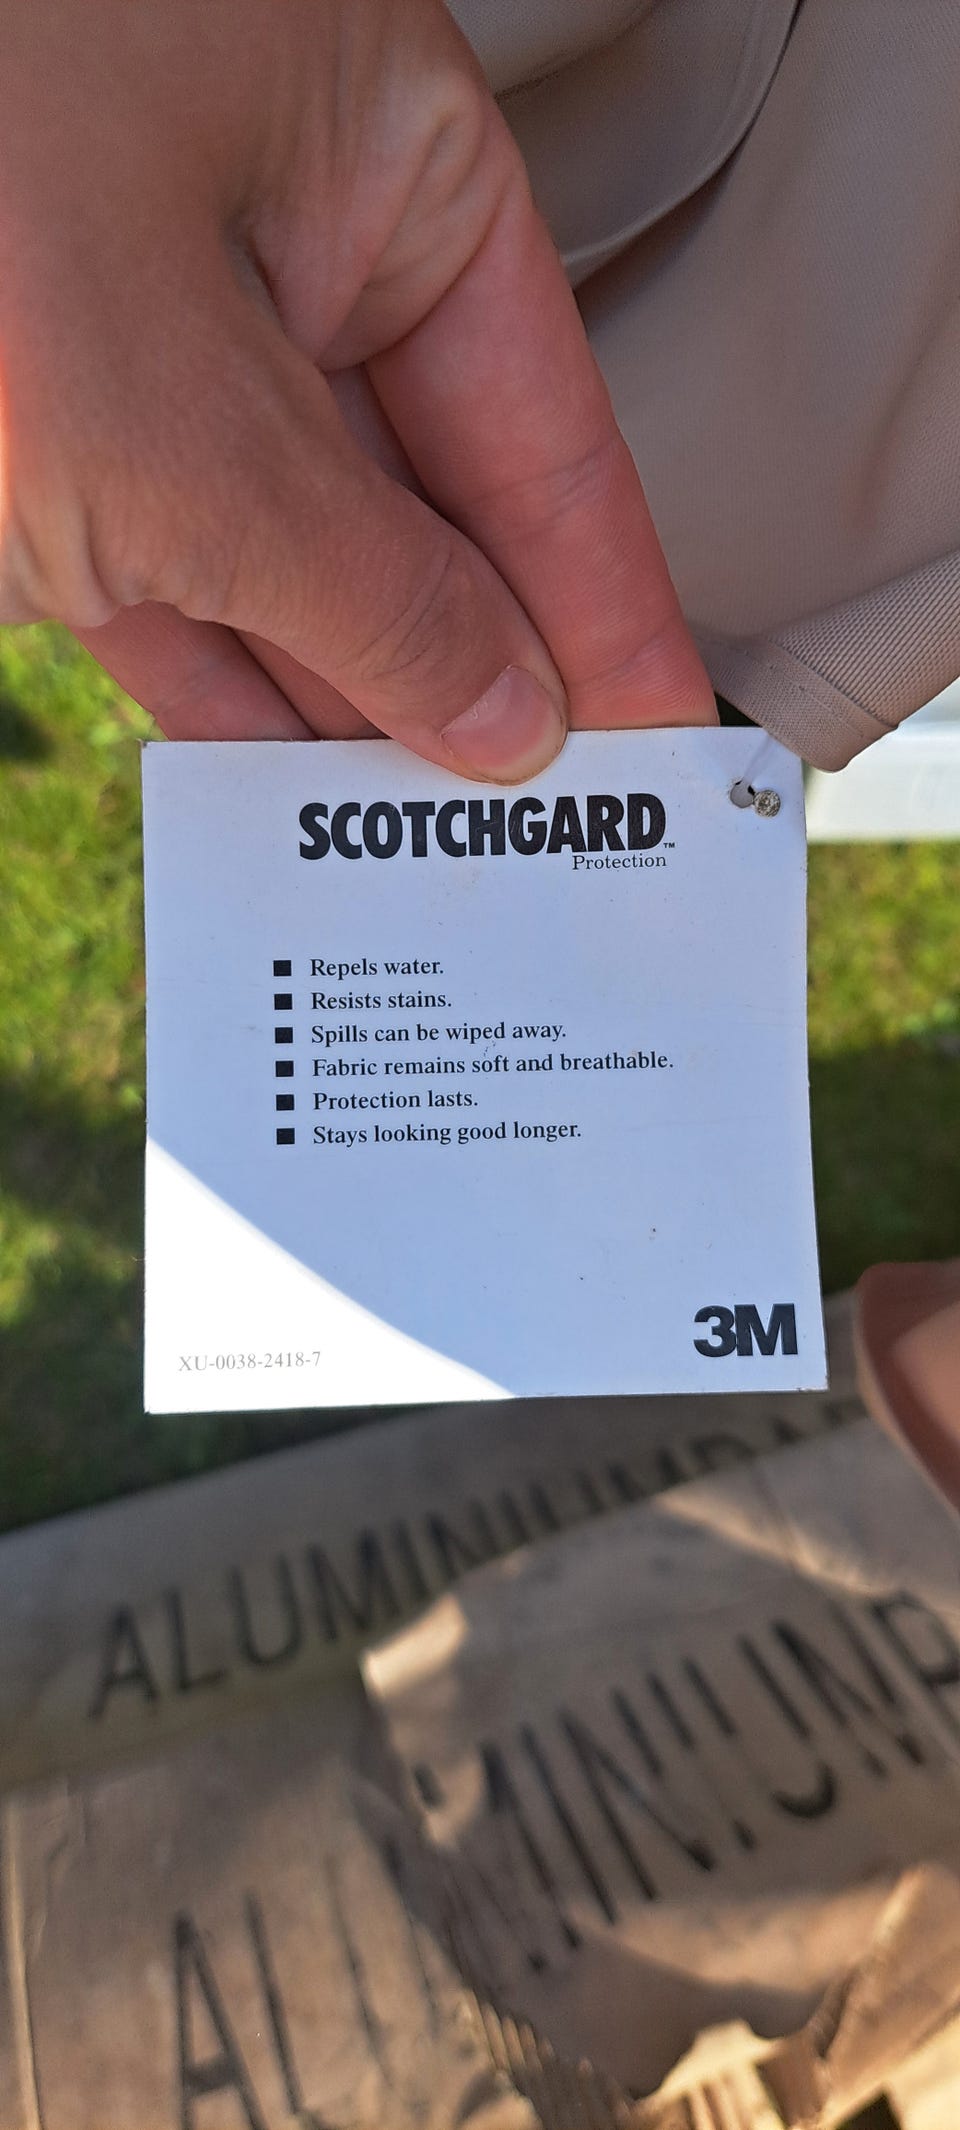 SCOTCHGARD™
Protection
■ Repels water.
■ Resists stains.
■ Spills can be wiped away.
■ Fabric remains soft and breathable.
■ Protection lasts.
■ Stays looking good longer.
3M
XU-0038-2418-7